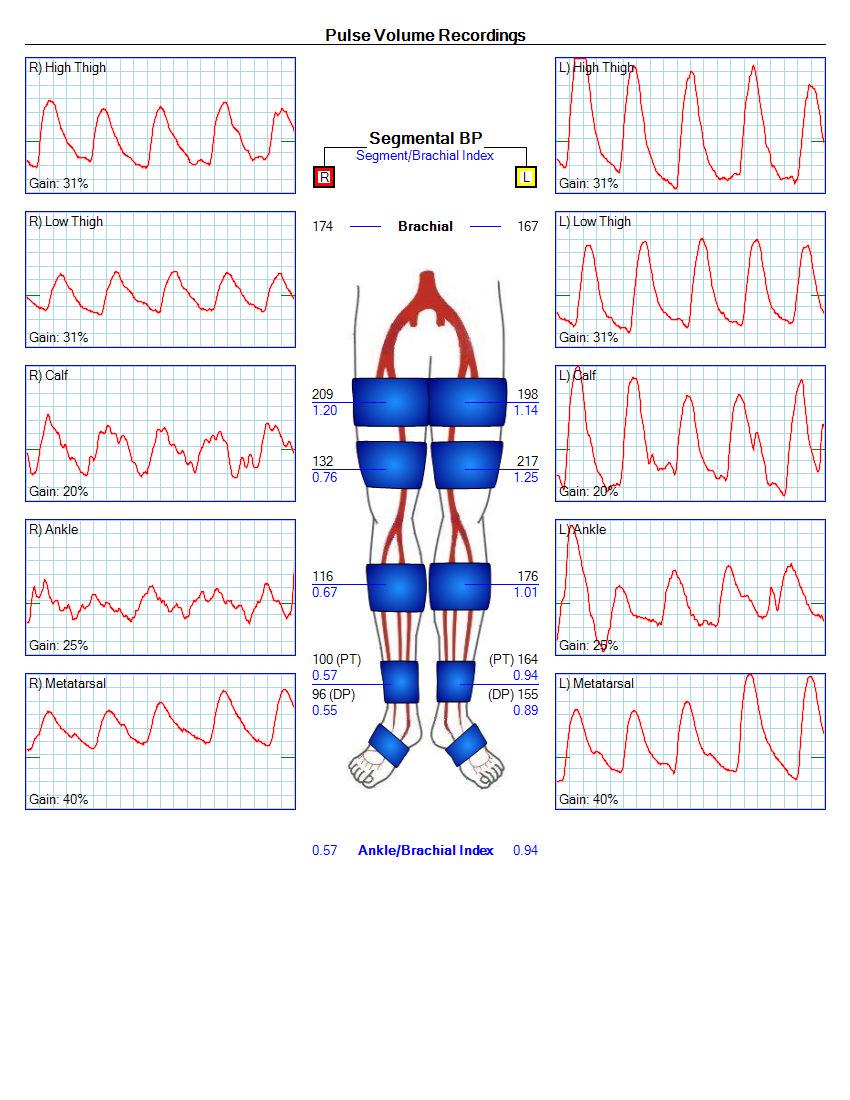 Pulse Volume Recordings
R) High Thigh
Gain: 31%
L) High Thigh
Gain: 31%
Segmental BP
Segment/Brachial Index
R
L
174 Brachial 167
R) Low Thigh
Gain: 31%
L) Low Thigh
Gain: 31%
R) Calf
Gain: 20%
L) Calf
Gain: 20%
209 198
1.20 1.14
132 217
0.76 1.25
R) Ankle
Gain: 25%
L) Ankle
Gain: 25%
116 176
0.67 1.01
100 (PT) (PT) 164
0.57 0.94
96 (DP) (DP) 155
0.55 0.89
R) Metatarsal
Gain: 40%
L) Metatarsal
Gain: 40%
0.57 Ankle/Brachial Index 0.94